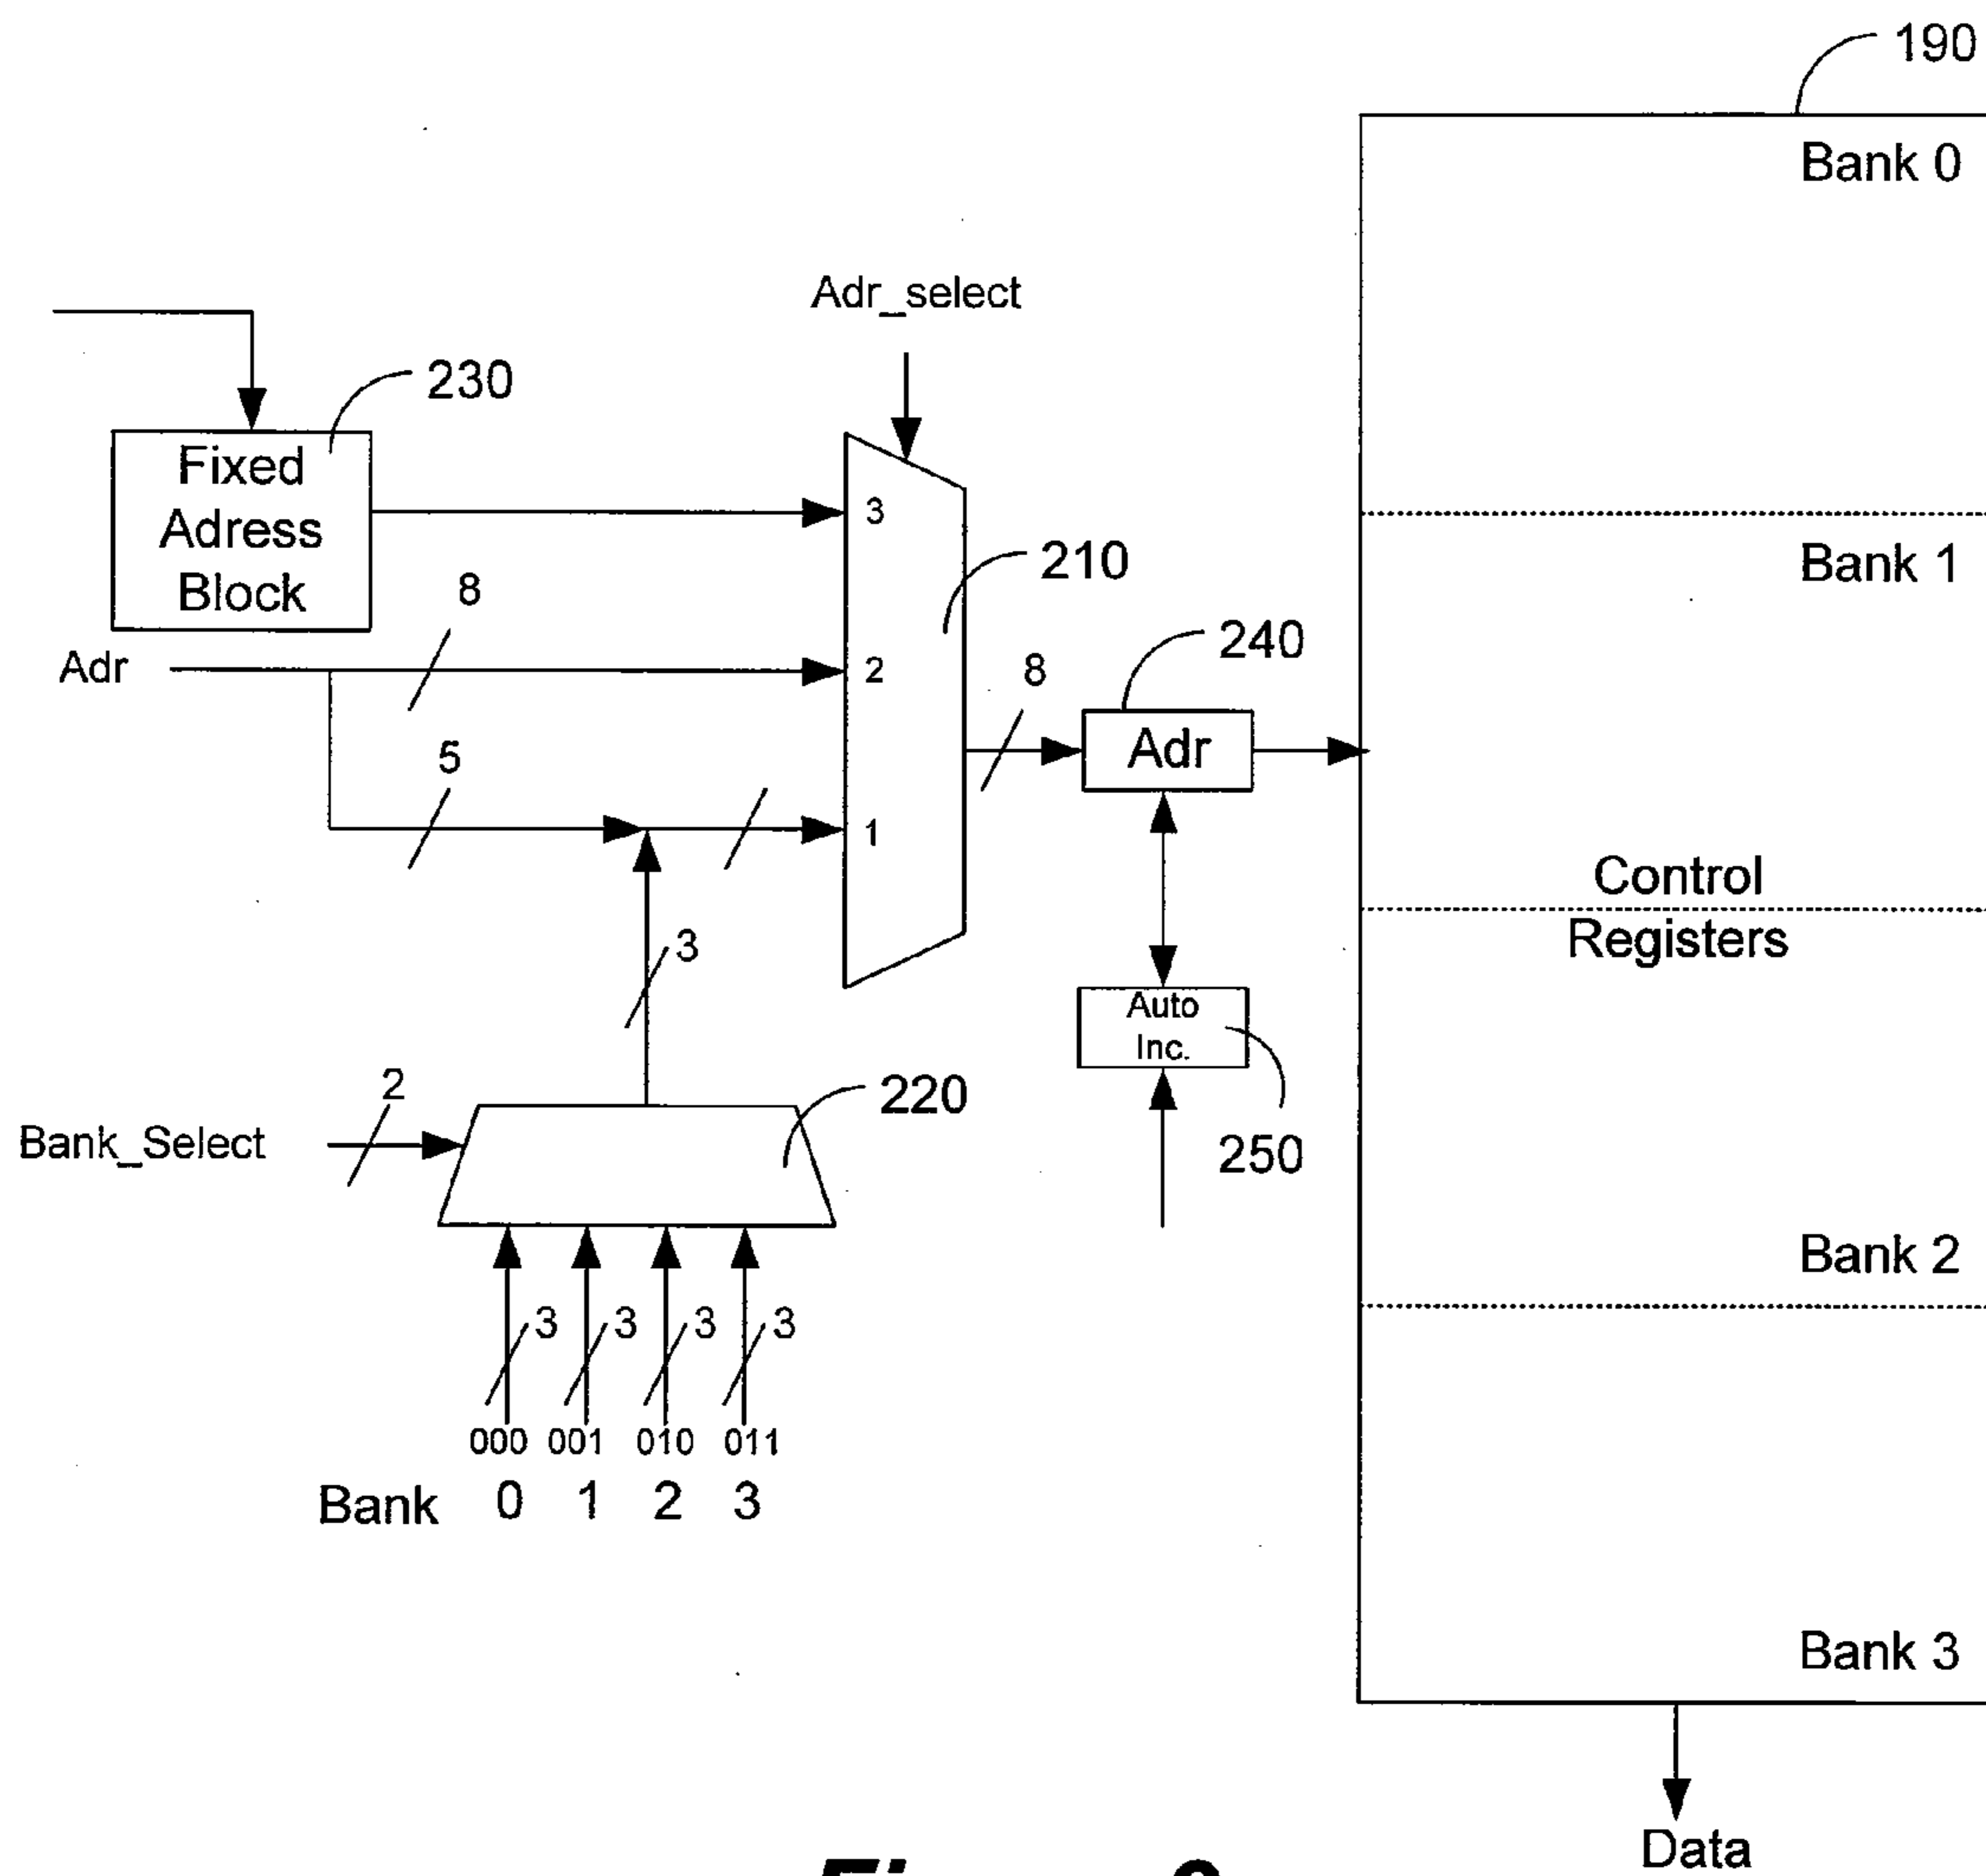 190
Bank 0
Adr_select
230
Fixed
Adress
Block
3
210
Bank 1
8
240
Adr
2
8
Adr
5
1
Control
Registers
3
Auto
Inc.
2
220
Bank_Select
250
Bank 2
3 3 3 3
000 001 010 011
Bank 0 1 2 3
Bank 3
Data